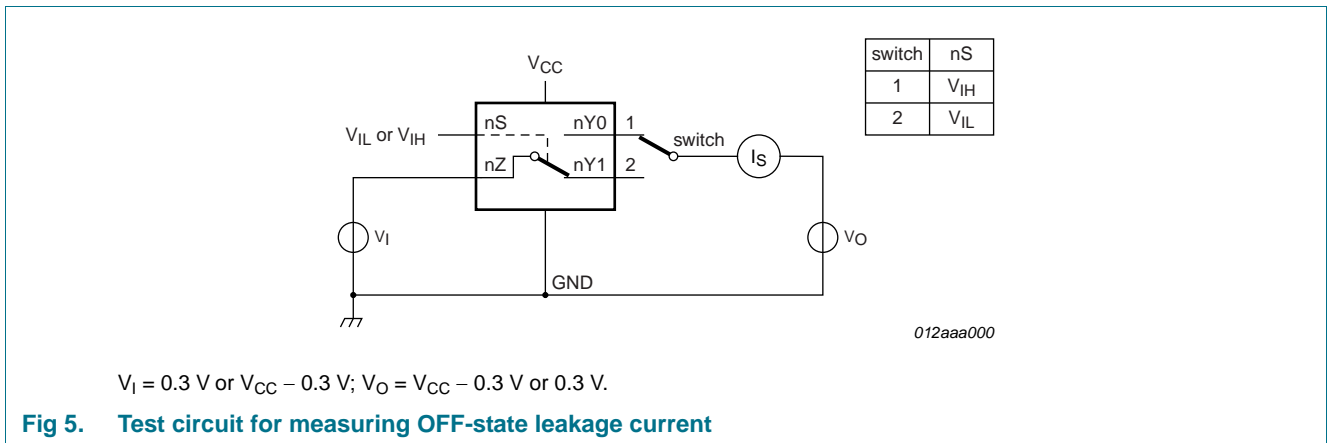 switch nS
1 VIH
2 VIL
VCC
VIL or VIH
nS
nY0
1
switch
IS
nZ
nY1
2
VI
VO
GND
012aaa000
VI = 0.3 V or VCC − 0.3 V; VO = VCC − 0.3 V or 0.3 V.
Fig 5. Test circuit for measuring OFF-state leakage current